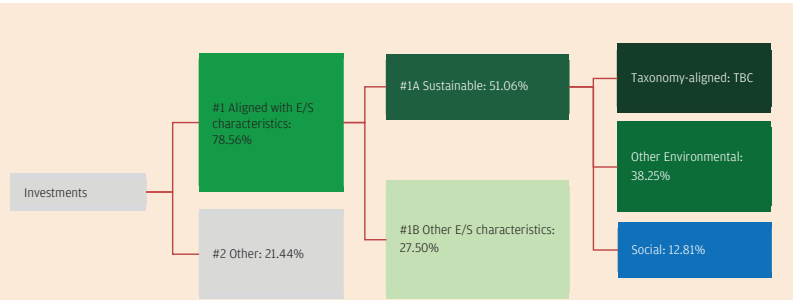 Investments
#1 Aligned with E/S
characteristics:
78.56%
#2 Other: 21.44%
#1A Sustainable: 51.06%
#1B Other E/S characteristics:
27.50%
Taxonomy-aligned: TBC
Other Environmental:
38.25%
Social: 12.81%